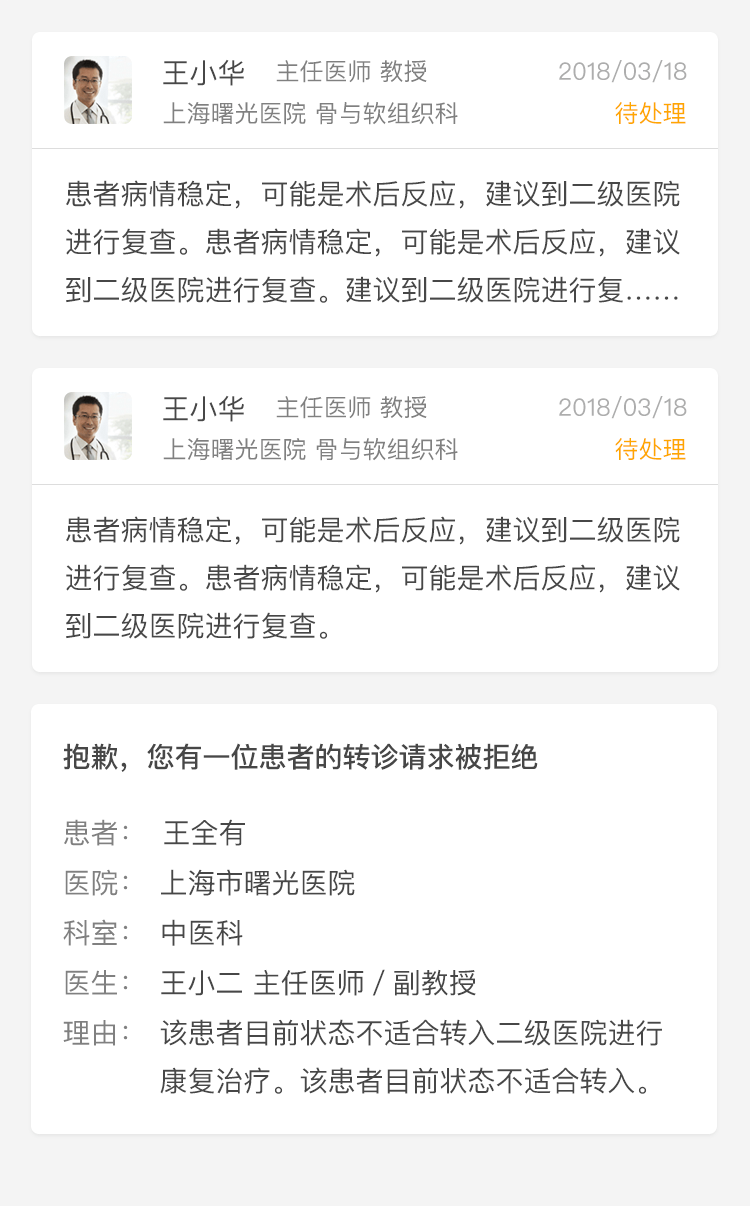 王小华 主任医师 教授 2018/03/18
上海曙光医院 骨与软组织科 待处理
患者病情稳定，可能是术后反应，建议到二级医院
进行复查。患者病情稳定，可能是术后反应，建议
到二级医院进行复查。建议到二级医院进行复……
王小华 主任医师 教授 2018/03/18
上海曙光医院 骨与软组织科 待处理
患者病情稳定，可能是术后反应，建议到二级医院
进行复查。患者病情稳定，可能是术后反应，建议
到二级医院进行复查。
抱歉，您有一位患者的转诊请求被拒绝
患者： 王全有
医院： 上海市曙光医院
科室： 中医科
医生： 王小二 主任医师 / 副教授
理由： 该患者目前状态不适合转入二级医院进行
康复治疗。该患者目前状态不适合转入。